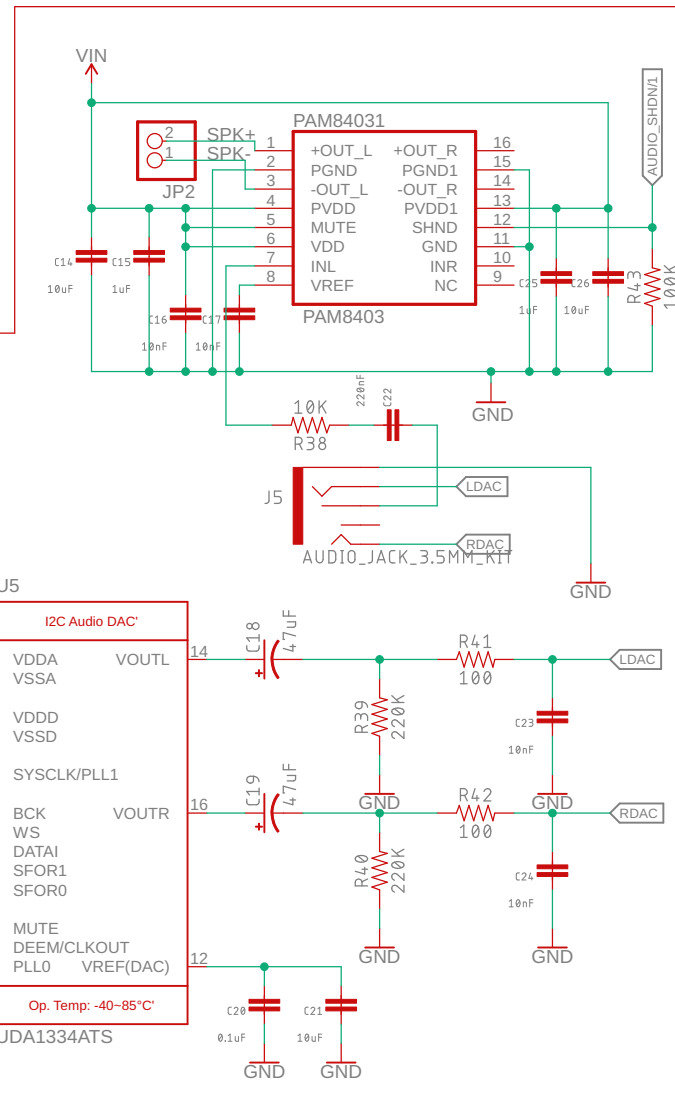 VIN
AUDIO_SHDN/1
PAM84031
2 SPK+ 1 +OUT_L +OUT_R 16
1 SPK- 2 PGND PGND1 15
3 -OUT_L -OUT_R 14
JP2
4 PVDD PVDD1 13
5 MUTE SHND 12
6 VDD GND 11
7 INL INR 10
8 VREF NC 9
C14 C15 C25 C26 R43 100K
10uF 1uF 1uF 10uF
C16 C17
10nF 10nF
PAM8403
220nF C22
10K
R38
GND
J5
LDAC
RDAC
AUDIO_JACK_3.5MM_KIT
GND
U5
I2C Audio DAC'
VDDA VOUTL 14
VSSA
VDDD
VSSD
SYSCLK/PLL1
BCK VOUTR 16
WS
DATAI
SFOR1
SFOR0
MUTE
DEEM/CLKOUT
PLL0 VREF(DAC) 12
Op. Temp: -40~85°C'
UDA1334ATS
C18 + 47uF
R41
100
LDAC
R39 220K
C23
10nF
GND
GND
C19 + 47uF
R42
100
RDAC
R40 220K
C24
10nF
GND
GND
C20 C21
0.1uF 10uF
GND GND